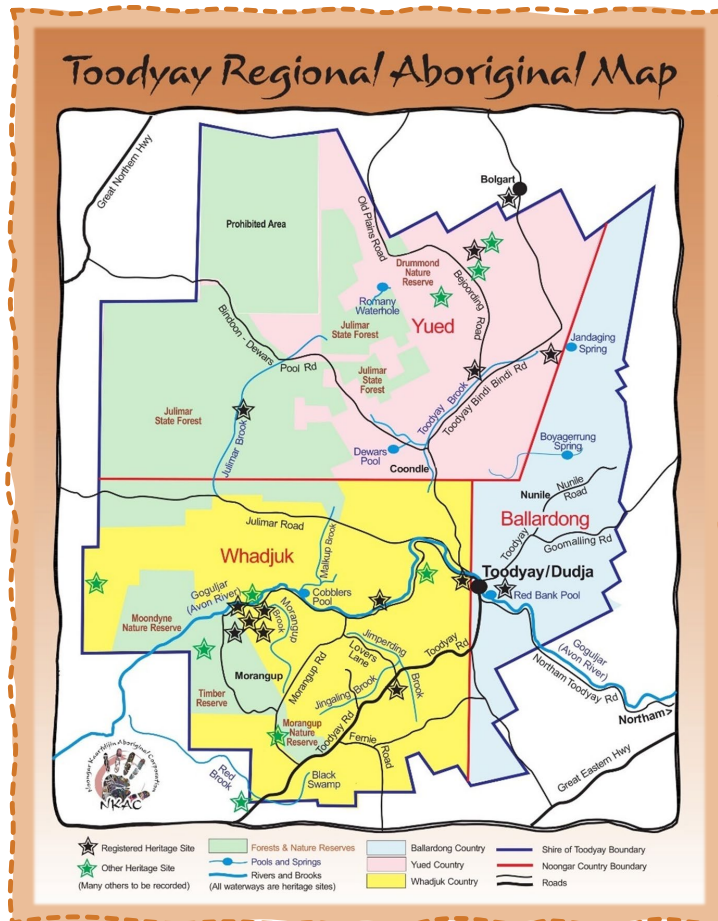 Toodyay Regional Aboriginal Map
Great Northern Hwy
Bolgart
Prohibited Area
Old Plains Road
Drummond
Nature
Reserve
Bejoording Road
Romany
Waterhole
Yued
Julimar
State Forest
Bindoon - Dewars Pool Rd
Jandaging
Spring
Julimar
State
Forest
Toodyay Brook
Toodyay Bindi Bindi Rd
Julimar
State Forest
Julimar Brook
Dewars
Pool
Coondle
Boyagerrung
Spring
Nunile
Nunile
Road
Ballardong
Toodyay Goomalling Rd
Julimar Road
Malkup Brook
Whadjuk
Toodyay/Dudja
Goguljar
(Avon River)
Cobblers
Pool
Red Bank Pool
Moondyne
Nature Reserve
Morangup
Brook
Jimperding
Brook
Lovers
Lane
Toodyay
Rd
Goguljar
(Avon River)
Northam Toodyay Rd
Morangup
Morangup Rd
Timber
Reserve
Jingaling Brook
Northam>
Morangup
Nature
Reserve
Toodyay Rd
Fernie
Road
Great Eastern Hwy
Red
Brook
Black
Swamp
Noongar Kaartdijin Aboriginal Corporation
NKAC
Registered Heritage Site
Other Heritage Site
(Many others to be recorded)
Forests & Nature Reserves
Pools and Springs
Rivers and Brooks
(All waterways are heritage sites)
Ballardong Country
Yued Country
Whadjuk Country
Shire of Toodyay Boundary
Noongar Country Boundary
Roads